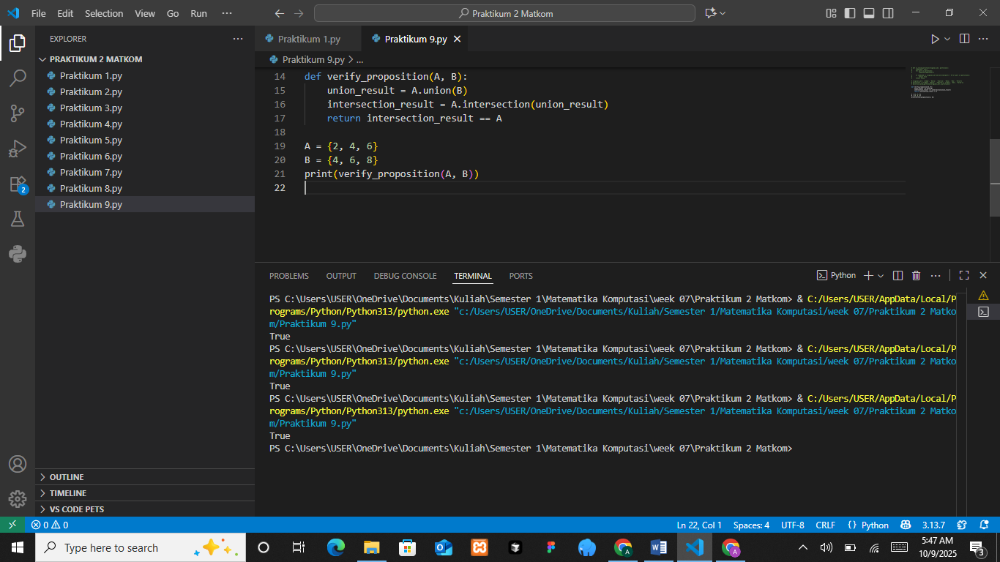 File Edit Selection View Go Run ···
Praktikum 2 Matkom
EXPLORER
PRAKTIKUM 2 MATKOM
Praktikum 1.py
Praktikum 2.py
Praktikum 3.py
Praktikum 4.py
Praktikum 5.py
Praktikum 6.py
Praktikum 7.py
Praktikum 8.py
Praktikum 9.py
2
OUTLINE
TIMELINE
VS CODE PETS
Praktikum 1.py Praktikum 9.py
Praktikum 9.py > ...
14 def verify_proposition(A, B):
15 union_result = A.union(B)
16 intersection_result = A.intersection(union_result)
17 return intersection_result == A
18
19 A = {2, 4, 6}
20 B = {4, 6, 8}
21 print(verify_proposition(A, B))
22
PROBLEMS OUTPUT DEBUG CONSOLE TERMINAL PORTS
Python
PS C:\Users\USER\OneDrive\Documents\Kuliah\Semester 1\Matematika Komputasi\week 07\Praktikum 2 Matkom> & C:/Users/USER/AppData/Local/P
rograms/Python/Python313/python.exe "c:/Users/USER/OneDrive/Documents/Kuliah/Semester 1/Matematika Komputasi/week 07/Praktikum 2 Matko
m/Praktikum 9.py"
True
PS C:\Users\USER\OneDrive\Documents\Kuliah\Semester 1\Matematika Komputasi\week 07\Praktikum 2 Matkom> & C:/Users/USER/AppData/Local/P
rograms/Python/Python313/python.exe "c:/Users/USER/OneDrive/Documents/Kuliah/Semester 1/Matematika Komputasi/week 07/Praktikum 2 Matko
m/Praktikum 9.py"
True
PS C:\Users\USER\OneDrive\Documents\Kuliah\Semester 1\Matematika Komputasi\week 07\Praktikum 2 Matkom> & C:/Users/USER/AppData/Local/P
rograms/Python/Python313/python.exe "c:/Users/USER/OneDrive/Documents/Kuliah/Semester 1/Matematika Komputasi/week 07/Praktikum 2 Matko
m/Praktikum 9.py"
True
PS C:\Users\USER\OneDrive\Documents\Kuliah\Semester 1\Matematika Komputasi\week 07\Praktikum 2 Matkom>
0 0 Ln 22, Col 1 Spaces: 4 UTF-8 CRLF {} Python 3.13.7
Type here to search
5:47 AM
10/9/2025
3